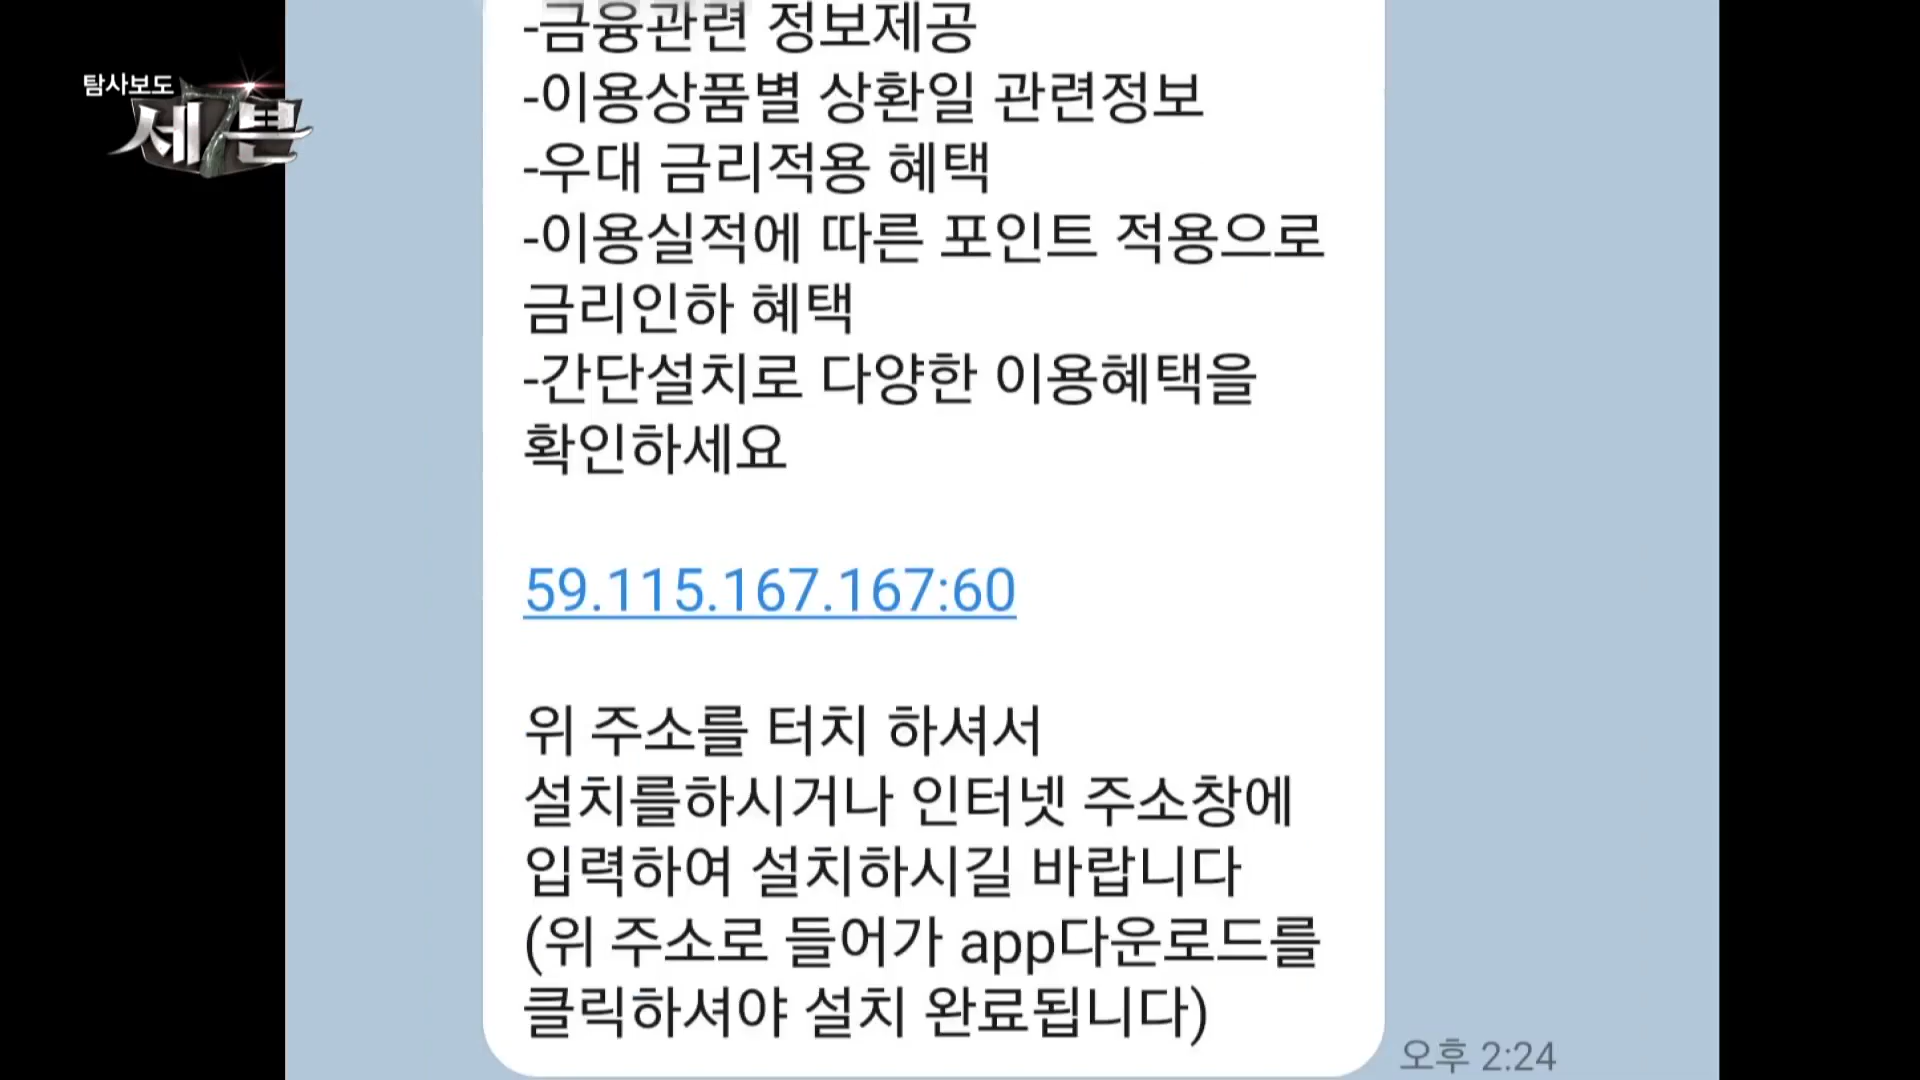 탐사보도
세7븐
-금융관련 정보제공
-이용상품별 상환일 관련정보
-우대 금리적용 혜택
-이용실적에 따른 포인트 적용으로
금리인하 혜택
-간단설치로 다양한 이용혜택을
확인하세요
59.115.167.167:60
위 주소를 터치 하셔서
설치를하시거나 인터넷 주소창에
입력하여 설치하시길 바랍니다
(위 주소로 들어가 app다운로드를
클릭하셔야 설치 완료됩니다)
오후 2:24